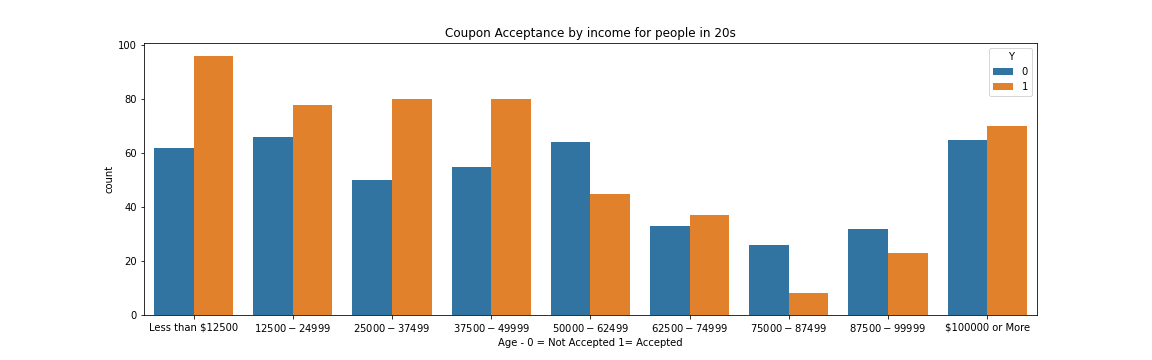 Coupon Acceptance by income for people in 20s
100
80
60
40
20
0
count
Y
0
1
Less than $12500
12500 − 24999
25000 − 37499
37500 − 49999
50000 − 62499
62500 − 74999
75000 − 87499
87500 − 99999
$100000 or More
Age - 0 = Not Accepted 1= Accepted